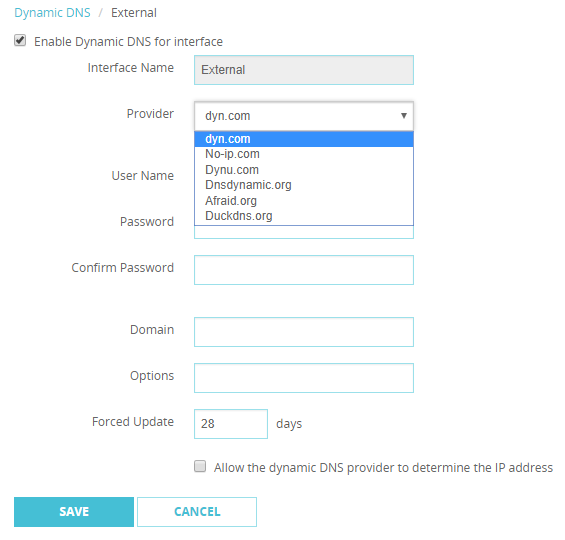 Dynamic DNS / External
Enable Dynamic DNS for interface
Interface Name External
Provider dyn.com
dyn.com
No-ip.com
Dynu.com
User Name
Dnsdynamic.org
Afraid.org
Duckdns.org
Password
Confirm Password
Domain
Options
Forced Update 28 days
Allow the dynamic DNS provider to determine the IP address
SAVE CANCEL